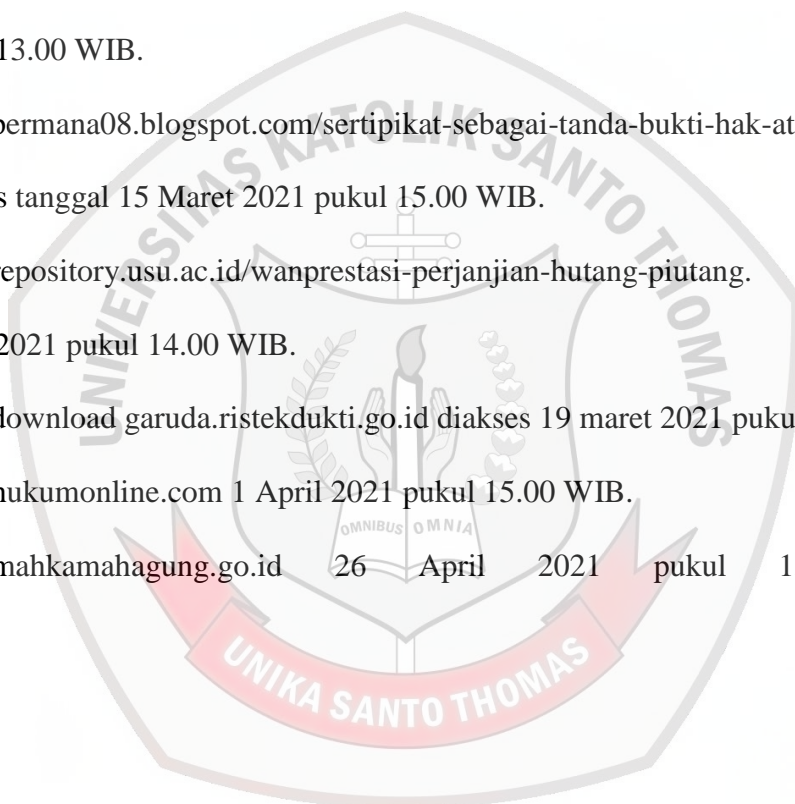 13.00 WIB.
permana08.blogspot.com/sertipikat-sebagai-tanda-bukti-hak-at
s tanggal 15 Maret 2021 pukul 15.00 WIB.
repository.usu.ac.id/wanprestasi-perjanjian-hutang-piutang.
2021 pukul 14.00 WIB.
download garuda.ristekdukti.go.id diakses 19 maret 2021 puku
hukumonline.com 1 April 2021 pukul 15.00 WIB.
mahkamahagung.go.id 26 April 2021 pukul 1
UNIVERSITAS KATOLIK SANTO THOMAS
OMNIBUS OMNIA
UNIKA SANTO THOMAS